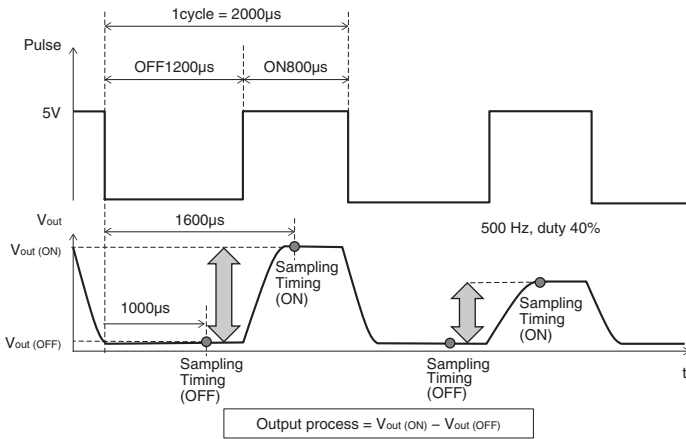 1cycle = 2000μs
Pulse
OFF1200μs
ON800μs
5V
Vout
1600μs
500 Hz, duty 40%
Vout (ON)
Sampling
Timing
(ON)
Sampling
Timing
(ON)
1000μs
Vout (OFF)
Sampling
Timing
(OFF)
Sampling
Timing
(OFF)
t
Output process = Vout (ON) − Vout (OFF)